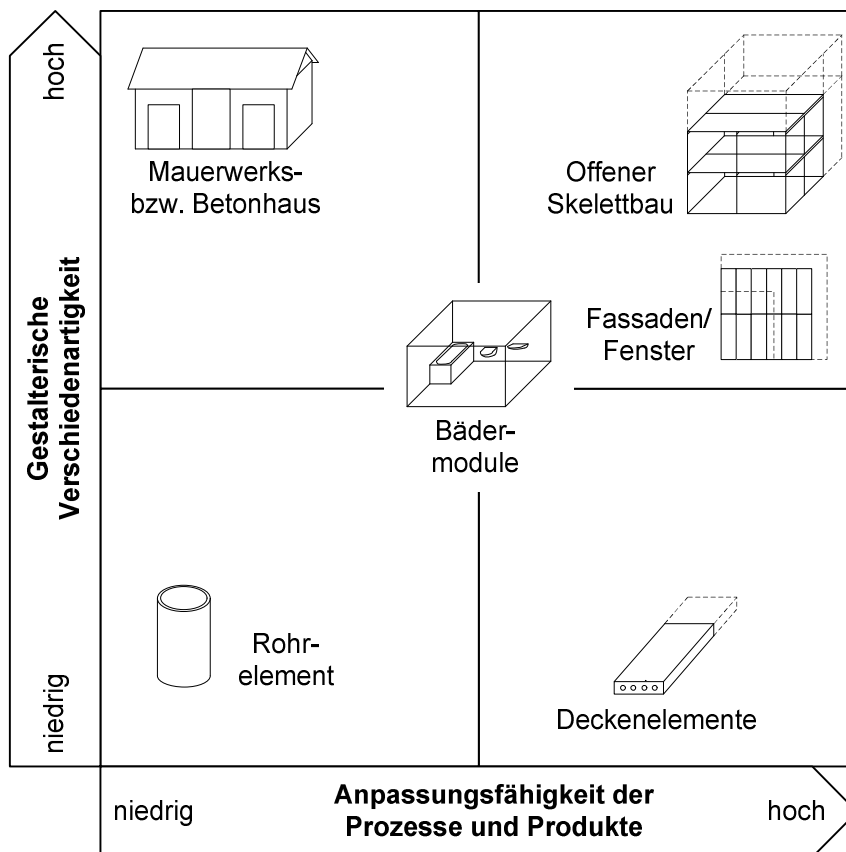 hoch
Gestalterische
Verschiedenartigkeit
niedrig
Mauerwerks-
bzw. Betonhaus
Offener
Skelettbau
Fassaden/
Fenster
Bäder-
module
Rohr-
element
Deckenelemente
niedrig
Anpassungsfähigkeit der
Prozesse und Produkte
hoch